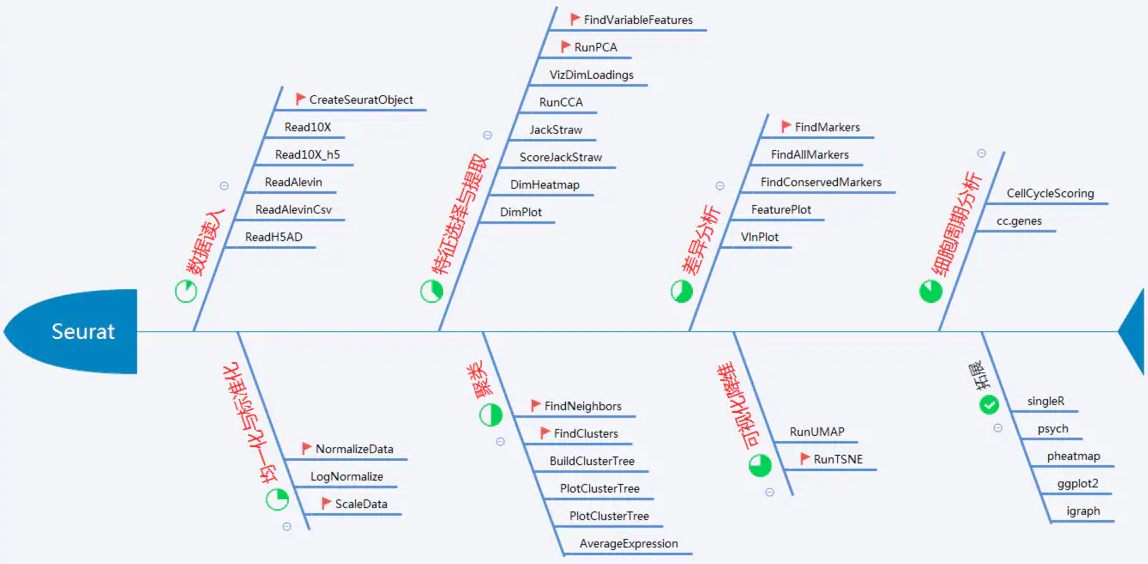 Seurat
数据读入
CreateSeuratObject
Read10X
Read10X_h5
ReadAlevin
ReadAlevinCsv
ReadH5AD
均一化与标准化
NormalizeData
LogNormalize
ScaleData
特征选择与提取
FindVariableFeatures
RunPCA
VizDimLoadings
RunCCA
JackStraw
ScoreJackStraw
DimHeatmap
DimPlot
聚类
FindNeighbors
FindClusters
BuildClusterTree
PlotClusterTree
PlotClusterTree
AverageExpression
差异分析
FindMarkers
FindAllMarkers
FindConservedMarkers
FeaturePlot
VlnPlot
可视化降维
RunUMAP
RunTSNE
细胞周期分析
CellCycleScoring
cc.genes
拓展
singleR
psych
pheatmap
ggplot2
igraph